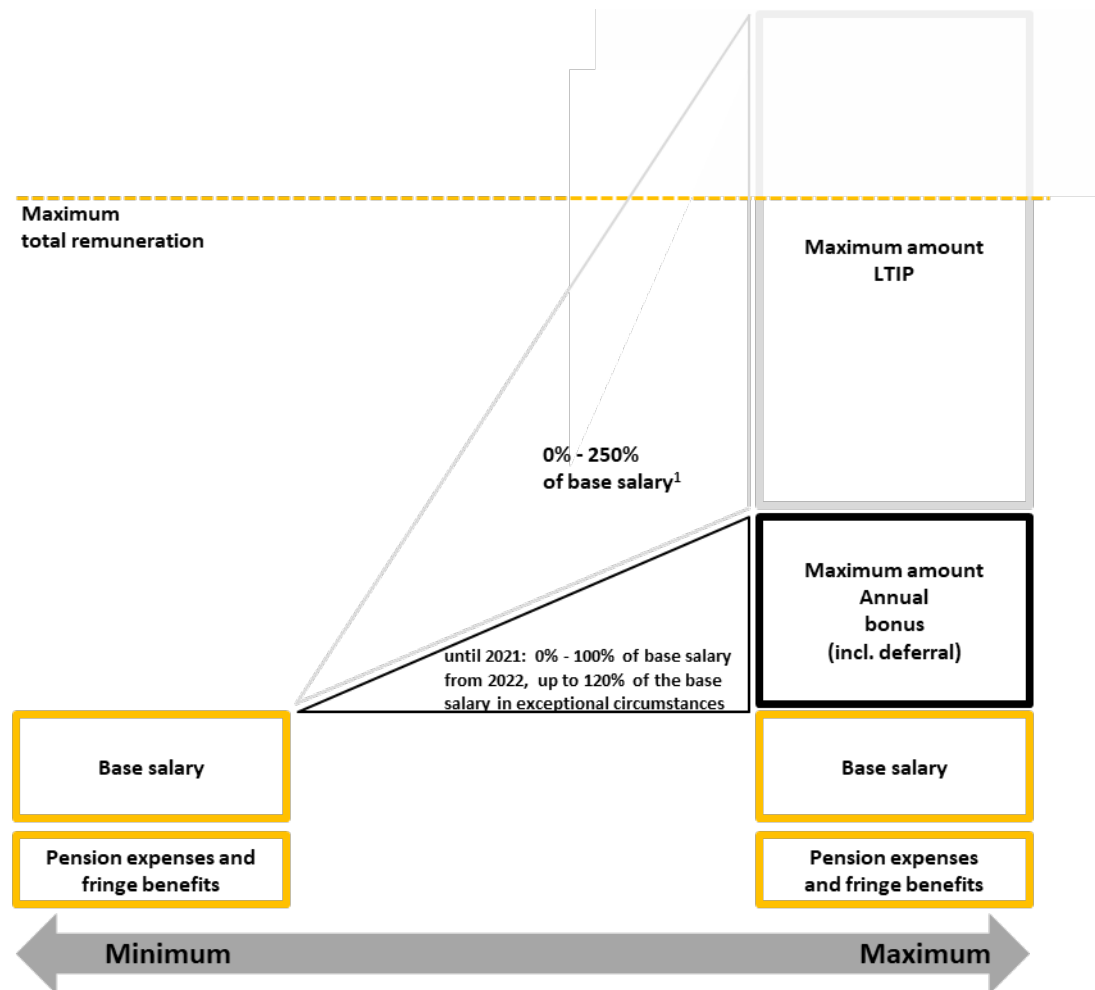 Maximum
total remuneration
Maximum amount
LTIP
0% - 250%
of base salary1
Maximum amount
Annual
bonus
(incl. deferral)
until 2021: 0% - 100% of base salary
from 2022, up to 120% of the base
salary in exceptional circumstances
Base salary
Base salary
Pension expenses and
fringe benefits
Pension expenses
and fringe benefits
Minimum
Maximum